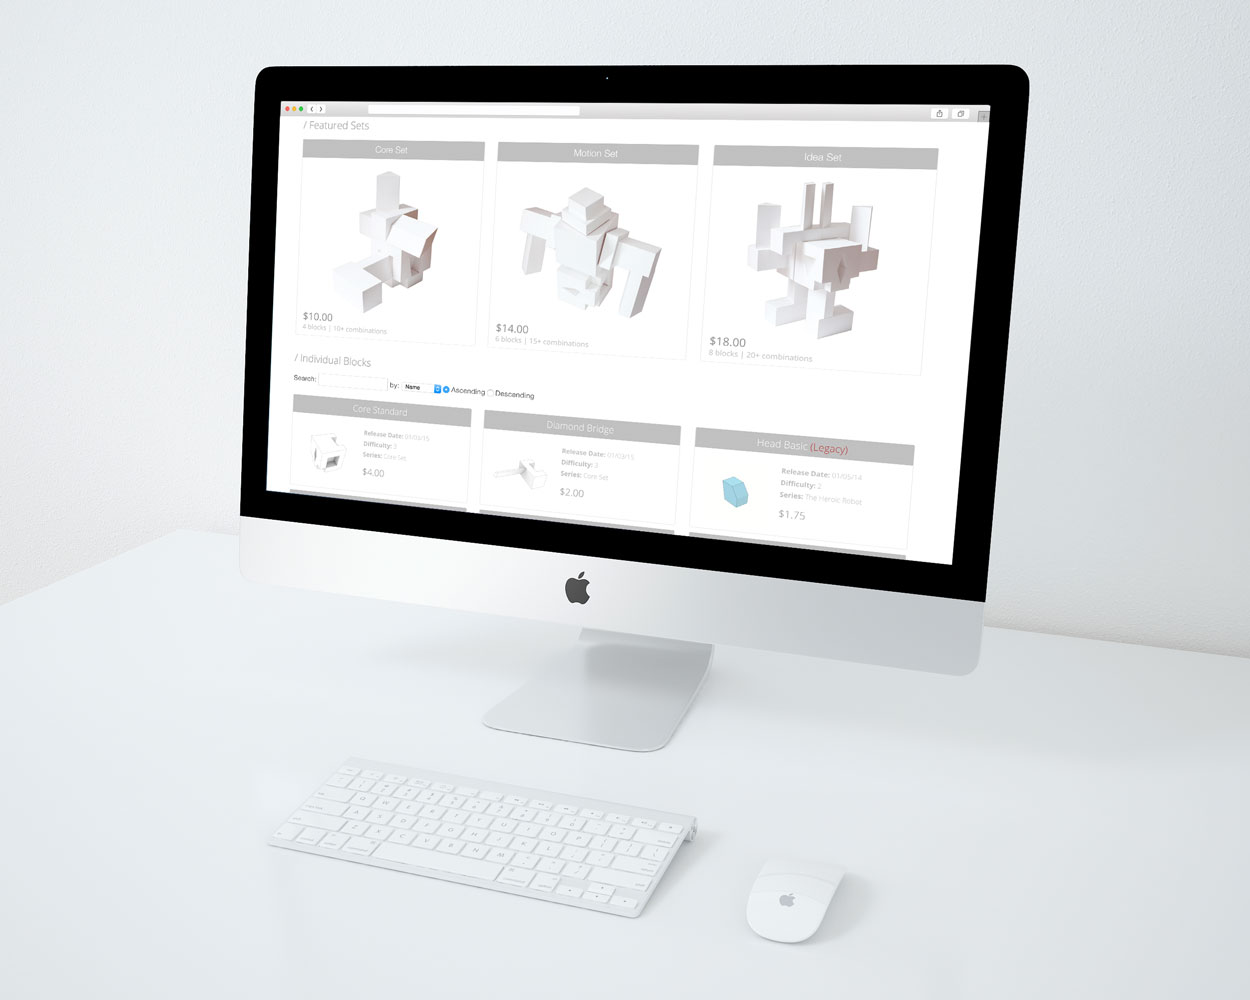 / Featured Sets
Core Set
Motion Set
Idea Set
$10.00
4 blocks | 10+ combinations
$14.00
6 blocks | 15+ combinations
$18.00
8 blocks | 20+ combinations
/ Individual Blocks
Search: by: Name Ascending Descending
Core Standard
Release Date: 01/03/15
Difficulty: 3
Series: Core Set
$4.00
Diamond Bridge
Release Date: 01/03/15
Difficulty: 3
Series: Core Set
$2.00
Head Basic (Legacy)
Release Date: 01/05/14
Difficulty: 2
Series: The Heroic Robot
$1.75